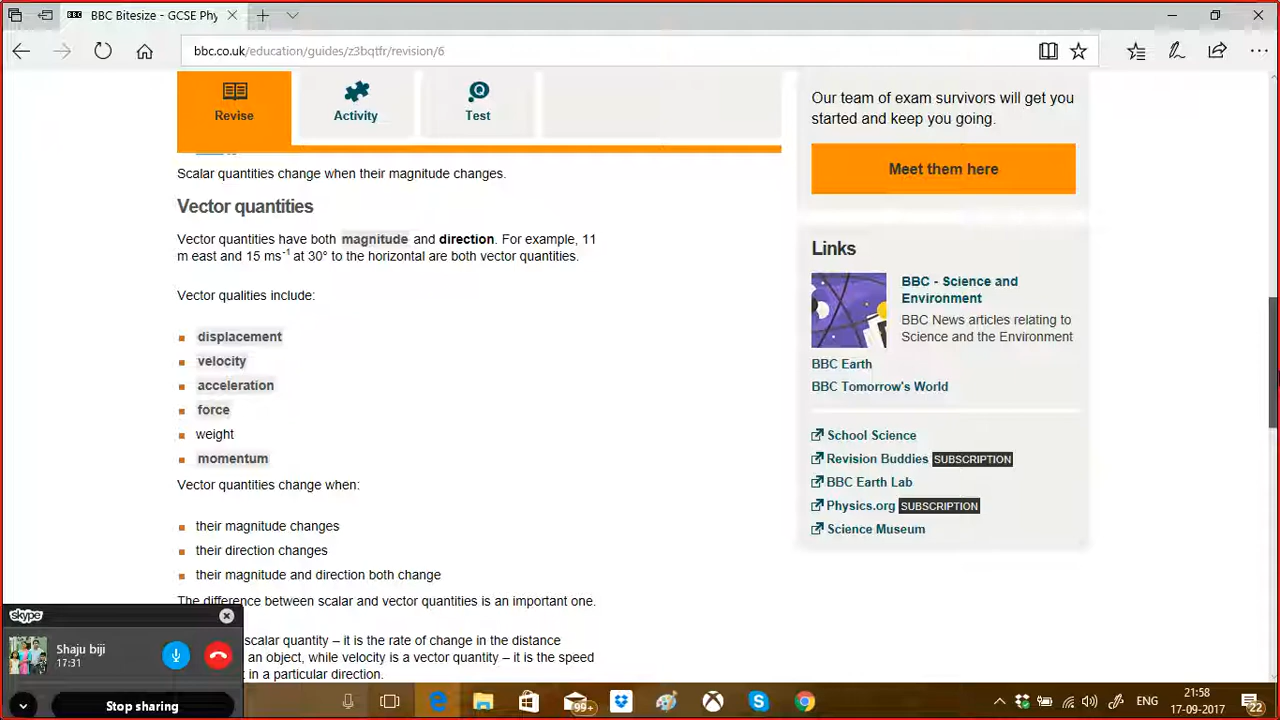 BBC Bitesize - GCSE Phy
bbc.co.uk/education/guides/z3bqtfr/revision/6
Revise
Activity
Test
Scalar quantities change when their magnitude changes.
Vector quantities
Vector quantities have both magnitude and direction. For example, 11
m east and 15 ms-1 at 30° to the horizontal are both vector quantities.
Vector qualities include:
displacement
velocity
acceleration
force
weight
momentum
Vector quantities change when:
their magnitude changes
their direction changes
their magnitude and direction both change
The difference between scalar and vector quantities is an important one.
scalar quantity – it is the rate of change in the distance
an object, while velocity is a vector quantity – it is the speed
in a particular direction.
Our team of exam survivors will get you
started and keep you going.
Meet them here
Links
BBC - Science and
Environment
BBC News articles relating to
Science and the Environment
BBC Earth
BBC Tomorrow's World
School Science
Revision Buddies SUBSCRIPTION
BBC Earth Lab
Physics.org SUBSCRIPTION
Science Museum
skype
Shaju biji
17:31
Stop sharing
99+
ENG
21:58
17-09-2017
22